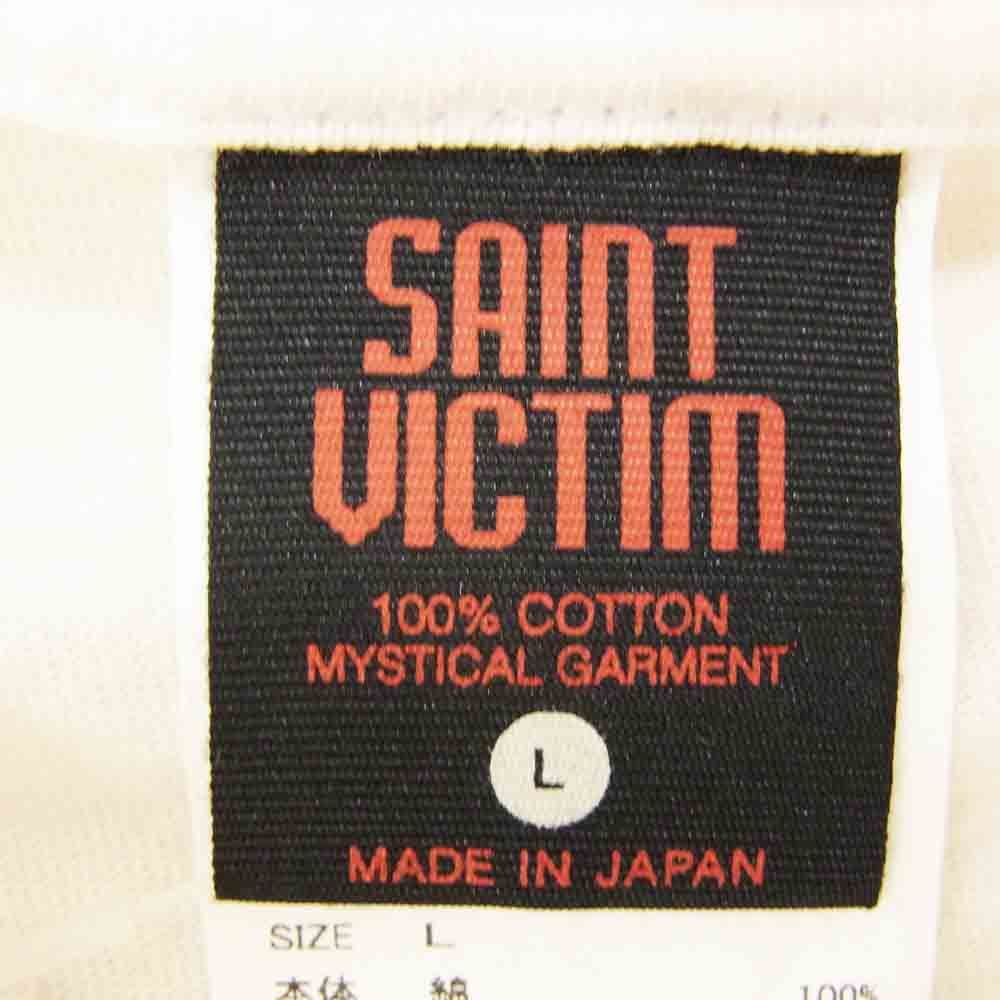 SAINT
VICTIM
100% COTTON
MYSTICAL GARMENT
L
MADE IN JAPAN
SIZE L
本体 綿 100%